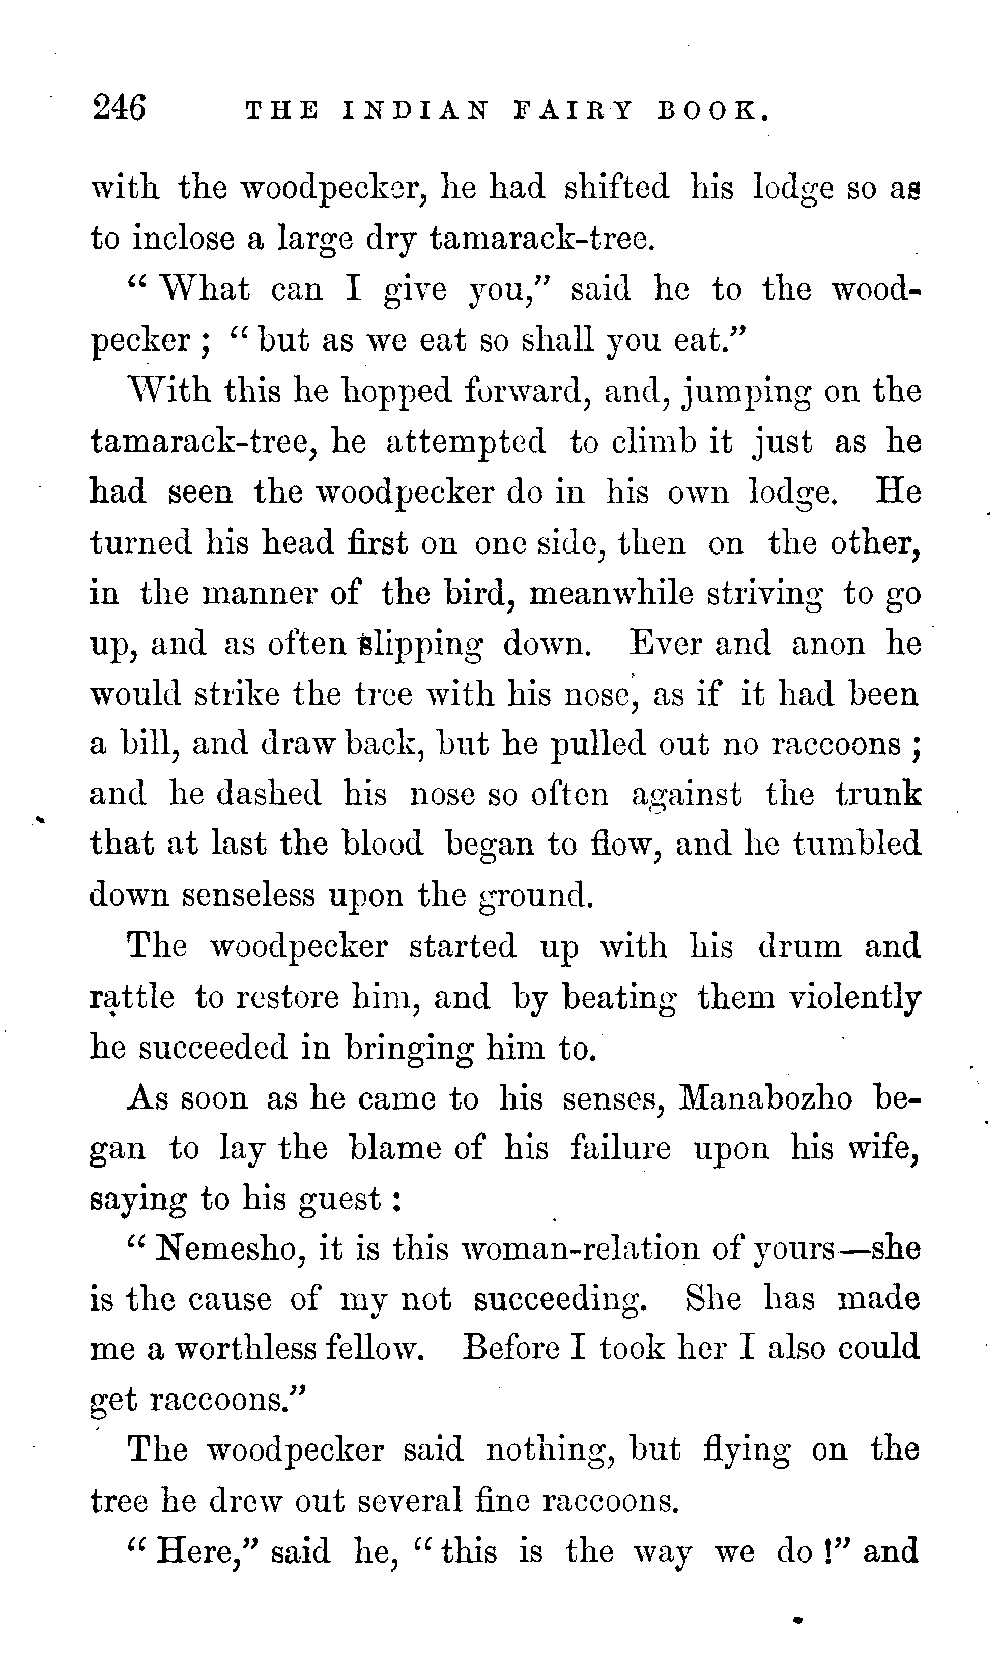 246 THE INDIAN FAIRY BOOK.
with the woodpecker, he had shifted his lodge so as
to inclose a large dry tamarack-tree.
“ What can I give you,” said he to the wood-
pecker ; “ but as we eat so shall you eat.”
With this he hopped forward, and, jumping on the
tamarack-tree, he attempted to climb it just as he
had seen the woodpecker do in his own lodge. He
turned his head first on one side, then on the other,
in the manner of the bird, meanwhile striving to go
up, and as often slipping down. Ever and anon he
would strike the tree with his nose, as if it had been
a bill, and draw back, but he pulled out no raccoons ;
and he dashed his nose so often against the trunk
that at last the blood began to flow, and he tumbled
down senseless upon the ground.
The woodpecker started up with his drum and
rattle to restore him, and by beating them violently
he succeeded in bringing him to.
As soon as he came to his senses, Manabozho be-
gan to lay the blame of his failure upon his wife,
saying to his guest :
“ Nemesho, it is this woman-relation of yours—she
is the cause of my not succeeding. She has made
me a worthless fellow. Before I took her I also could
get raccoons.”
The woodpecker said nothing, but flying on the
tree he drew out several fine raccoons.
“ Here,” said he, “ this is the way we do !” and